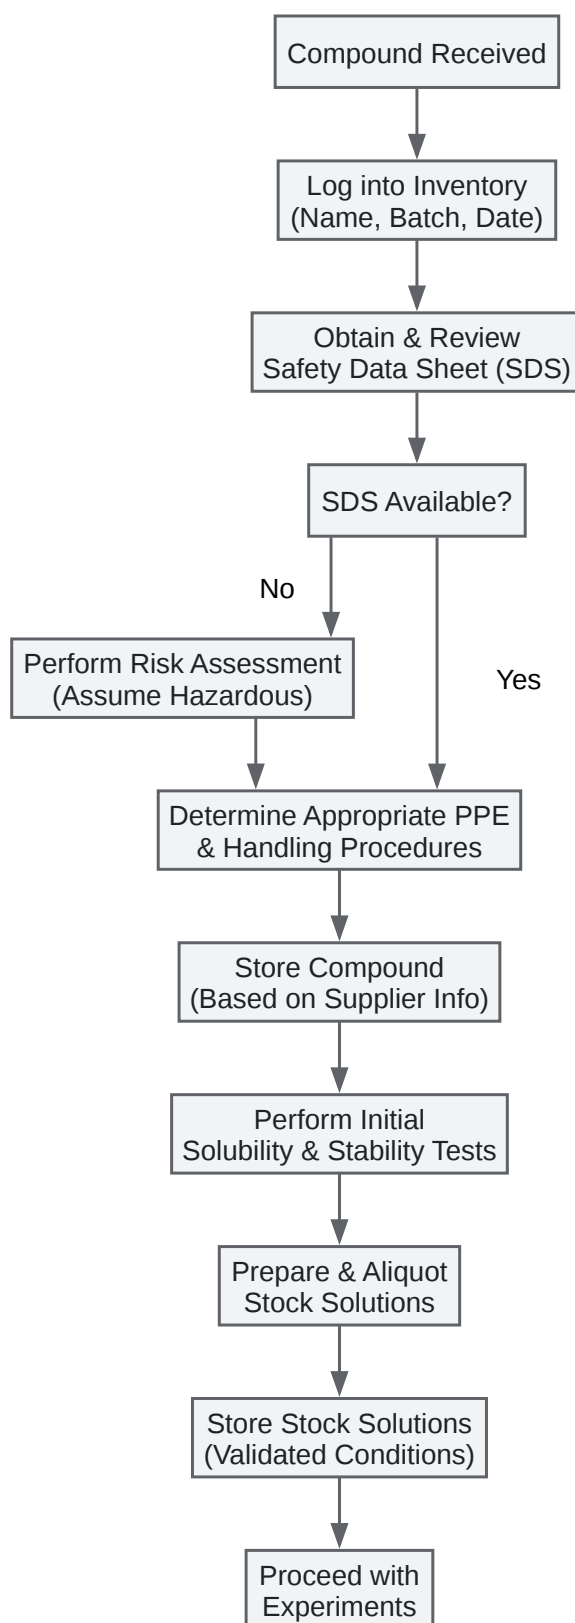 Compound Received
Log into Inventory
(Name, Batch, Date)
Obtain & Review
Safety Data Sheet (SDS)
SDS Available?
No
Perform Risk Assessment
(Assume Hazardous)
Yes
Determine Appropriate PPE
& Handling Procedures
Store Compound
(Based on Supplier Info)
Perform Initial
Solubility & Stability Tests
Prepare & Aliquot
Stock Solutions
Store Stock Solutions
(Validated Conditions)
Proceed with
Experiments